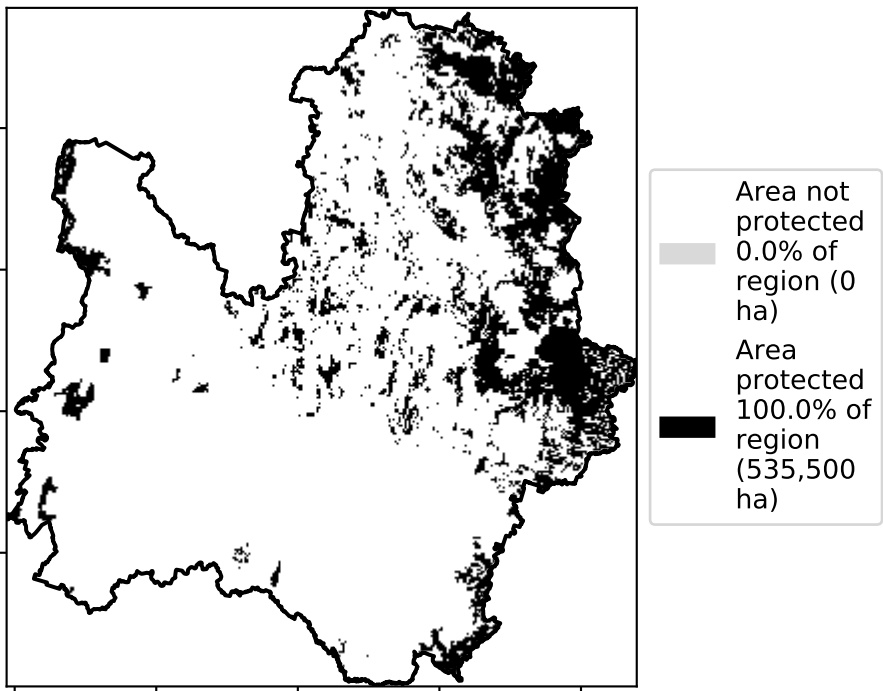 Area not
protected
0.0% of
region (0
ha)
Area
protected
100.0% of
region
(535,500
ha)